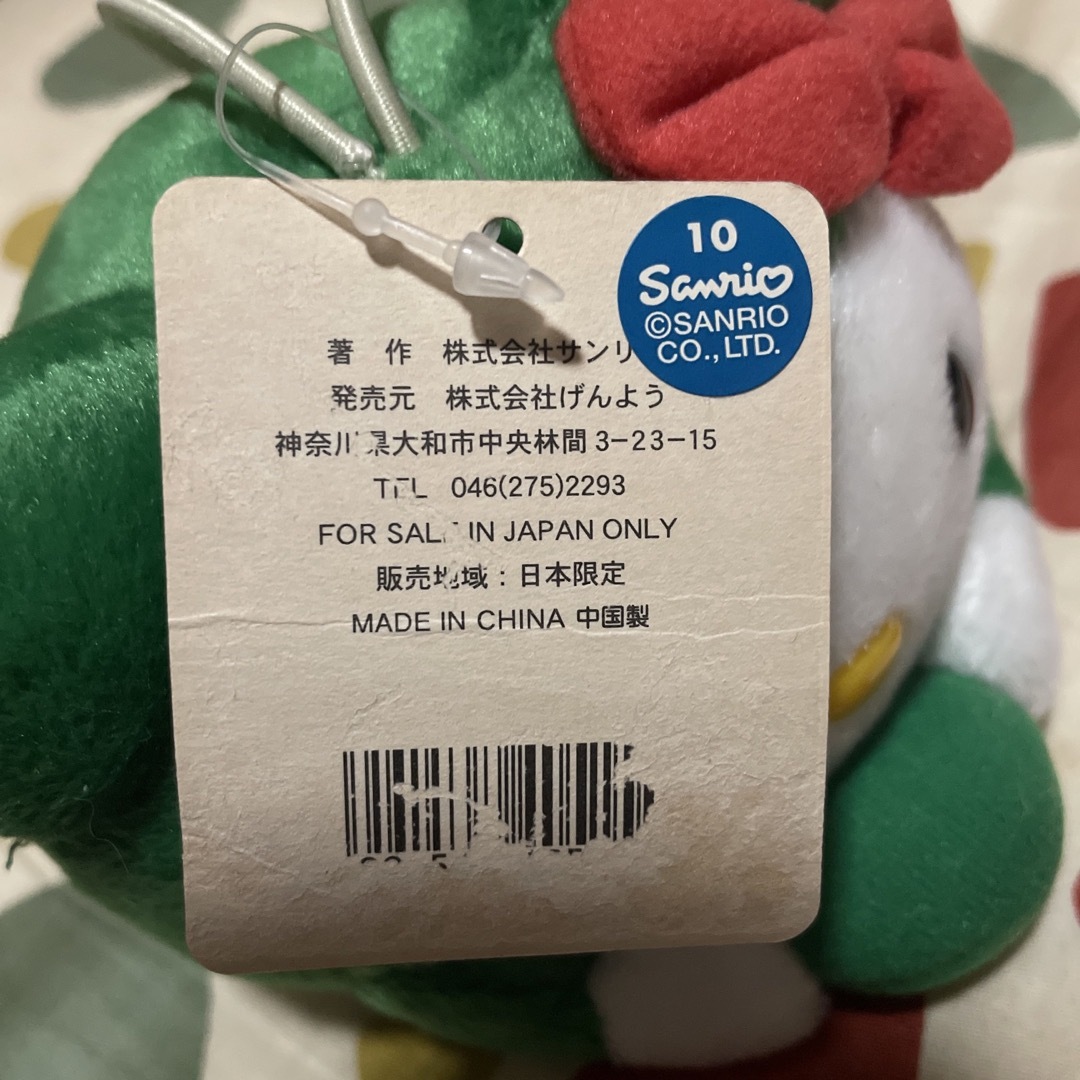 10
Sanrio
©SANRIO
CO., LTD.
著 作 株式会社サンリ
発売元 株式会社げんよう
神奈川県大和市中央林間3-23-15
TEL 046(275)2293
FOR SALE IN JAPAN ONLY
販売地域：日本限定
MADE IN CHINA 中国製